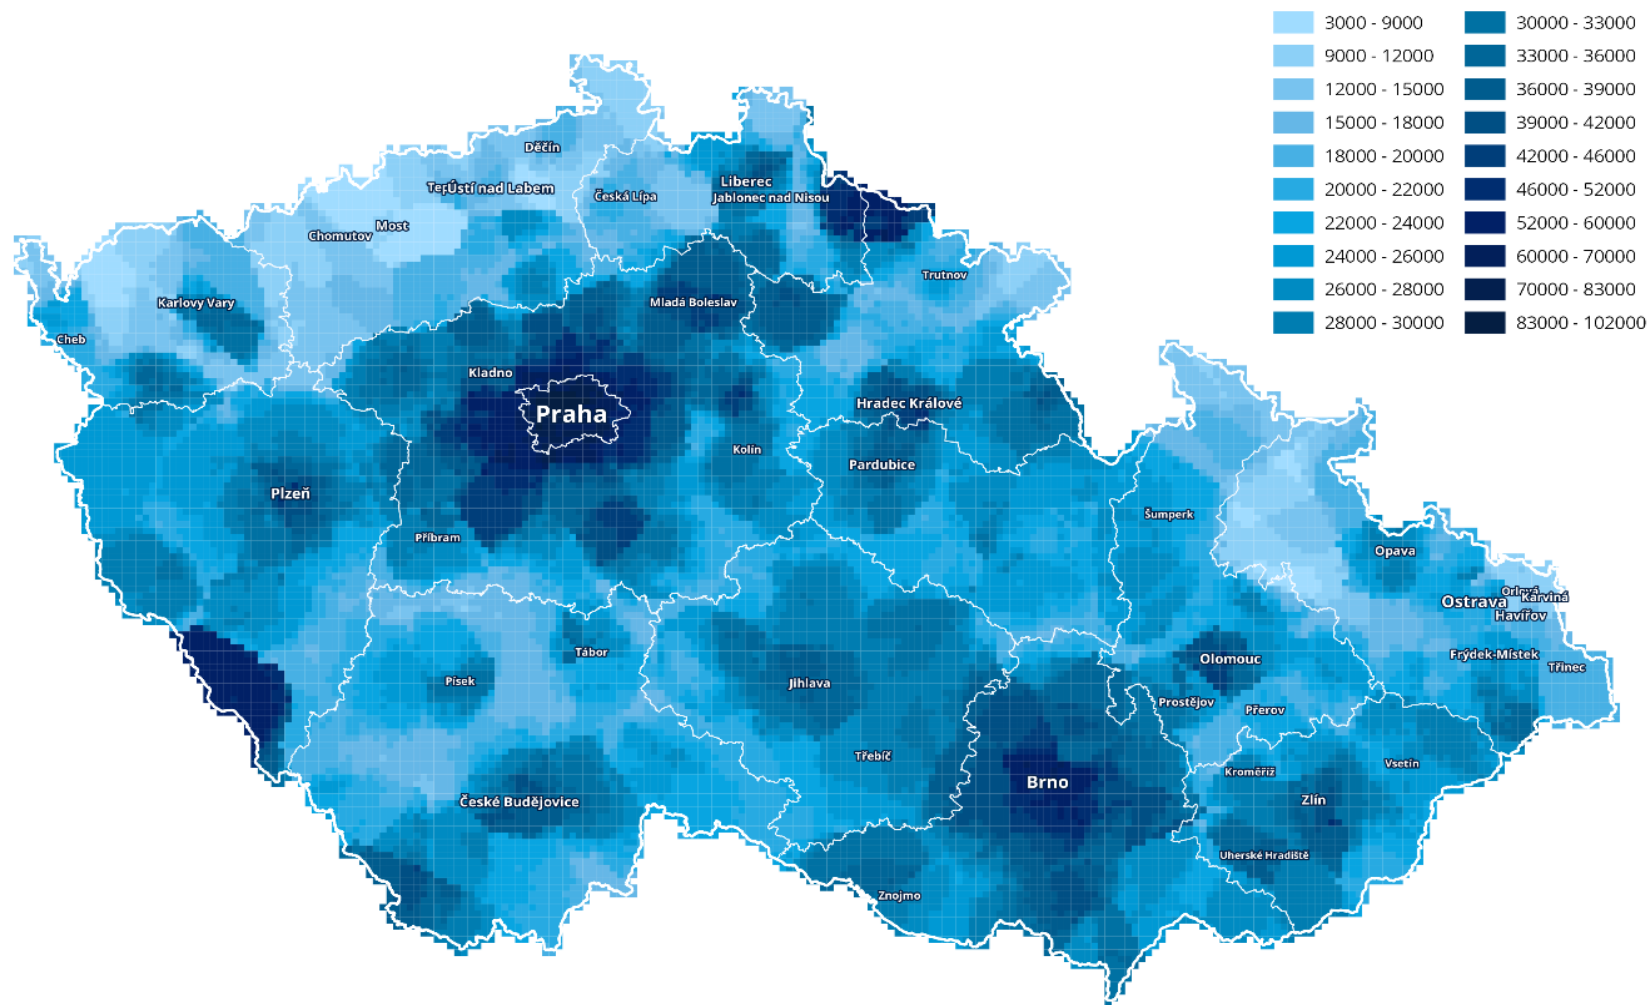 3000 - 9000
9000 - 12000
12000 - 15000
15000 - 18000
18000 - 20000
20000 - 22000
22000 - 24000
24000 - 26000
26000 - 28000
28000 - 30000
30000 - 33000
33000 - 36000
36000 - 39000
39000 - 42000
42000 - 46000
46000 - 52000
52000 - 60000
60000 - 70000
70000 - 83000
83000 - 102000
Děčín
Ústí nad Labem
Česká Lípa
Liberec
Jablonec nad Nisou
Most
Chomutov
Trutnov
Karlovy Vary
Mladá Boleslav
Cheb
Kladno
Praha
Hradec Králové
Kolín
Pardubice
Plzeň
Šumperk
Příbram
Opava
Orlová
Karviná
Ostrava
Havířov
Tábor
Olomouc
Frýdek-Místek
Třinec
Písek
Jihlava
Prostějov
Přerov
Třebíč
Vsetín
Kroměříž
Brno
České Budějovice
Zlín
Uherské Hradiště
Znojmo